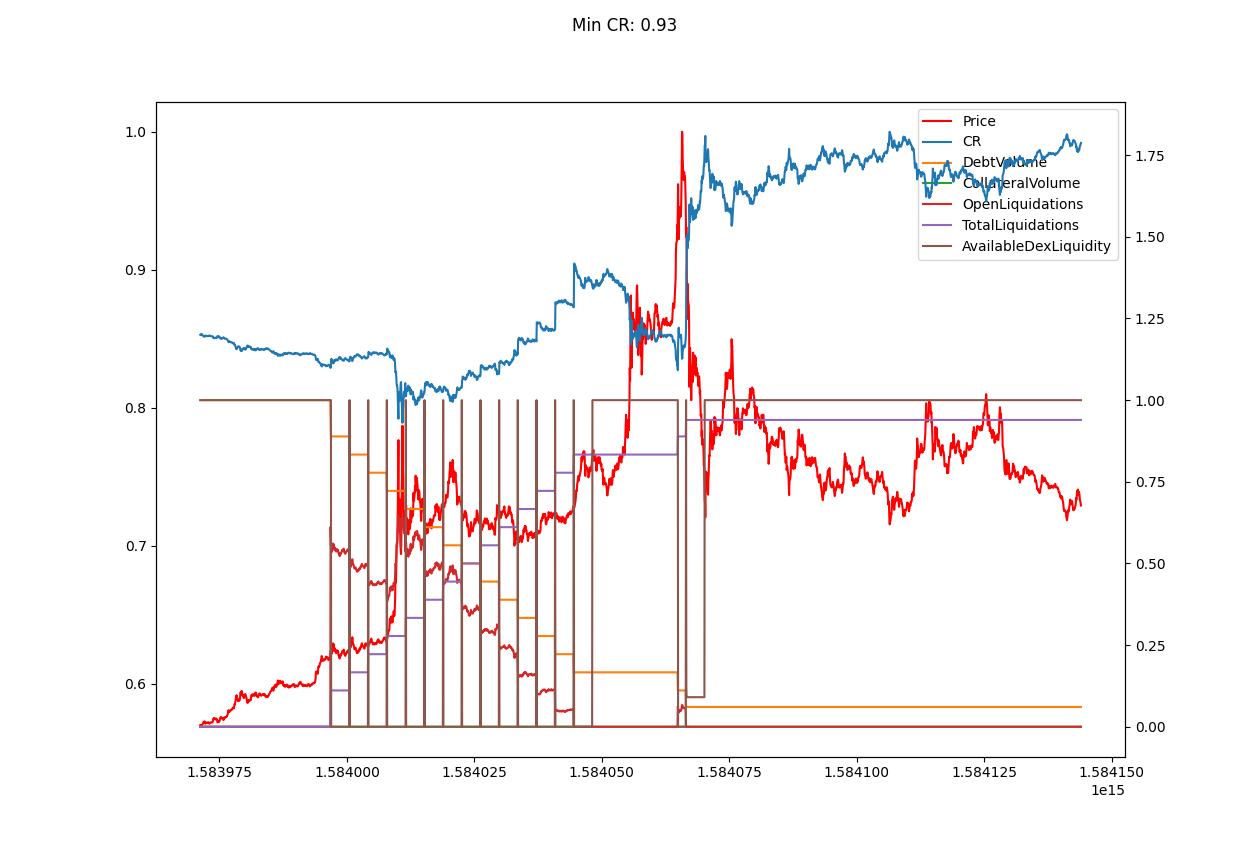 Min CR: 0.93
1.0
0.9
0.8
0.7
0.6
Price
CR
DebtVolume
CollateralVolume
OpenLiquidations
TotalLiquidations
AvailableDexLiquidity
1.75
1.50
1.25
1.00
0.75
0.50
0.25
0.00
1.583975 1.584000 1.584025 1.584050 1.584075 1.584100 1.584125 1.584150
1e15